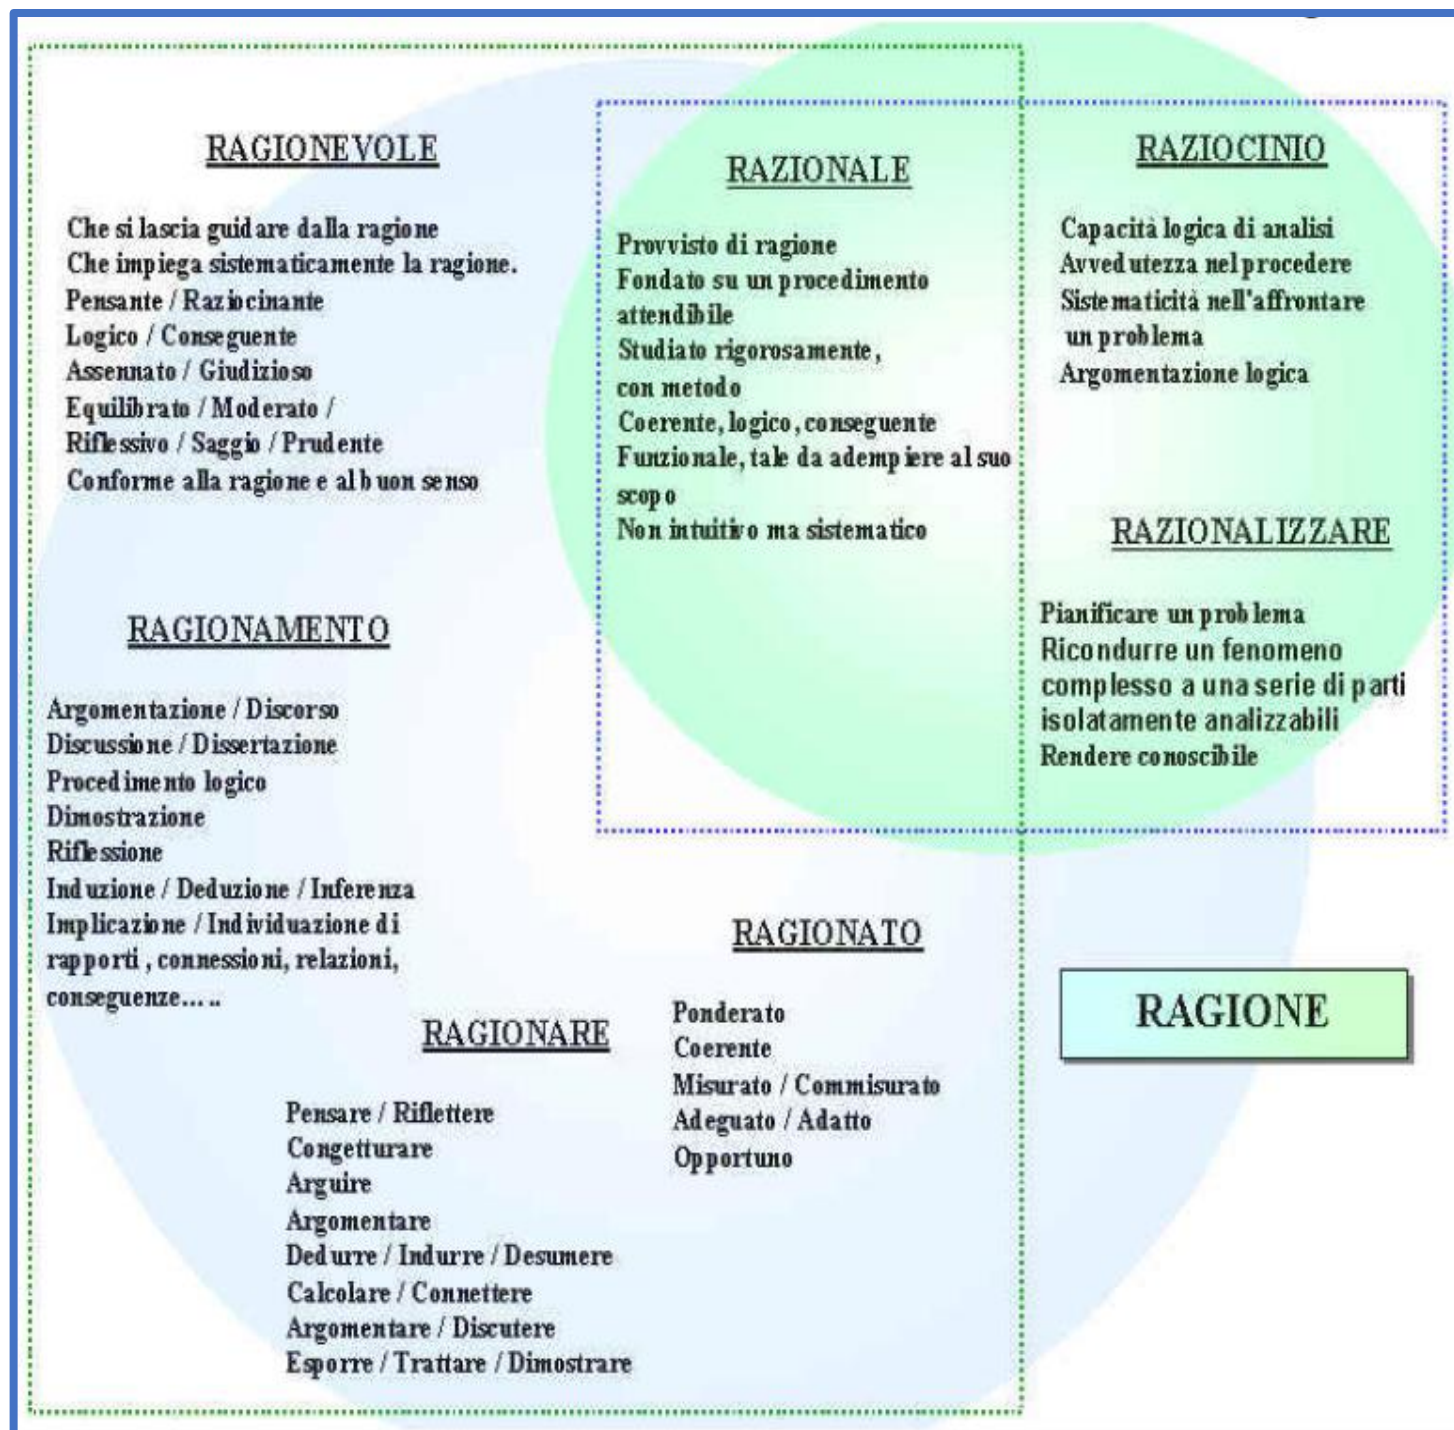 RAGIONEVOLE
Che si lascia guidare dalla ragione
Che impiega sistematicamente la ragione.
Pensante / Raziocinante
Logico / Conseguente
Assennato / Giudizioso
Equilibrato / Moderato /
Riflessivo / Saggio / Prudente
Conforme alla ragione e al buon senso
RAZIONALE
Provvisto di ragione
Fondato su un procedimento
attendibile
Studiato rigorosamente,
con metodo
Coerente, logico, conseguente
Funzionale, tale da adempiere al suo
scopo
Non intuitivo ma sistematico
RAZIOCINIO
Capacità logica di analisi
Avvedutezza nel procedere
Sistematicità nell'affrontare
un problema
Argomentazione logica
RAZIONALIZZARE
Pianificare un problema
Ricondurre un fenomeno
complesso a una serie di parti
isolatamente analizzabili
Rendere conoscibile
RAGIONAMENTO
Argomentazione / Discorso
Discussione / Dissertazione
Procedimento logico
Dimostrazione
Riflessione
Induzione / Deduzione / Inferenza
Implicazione / Individuazione di
rapporti , connessioni, relazioni,
conseguenze.....
RAGIONARE
Pensare / Riflettere
Congetturare
Arguire
Argomentare
Dedurre / Indurre / Desumere
Calcolare / Connettere
Argomentare / Discutere
Esporre / Trattare / Dimostrare
RAGIONATO
Ponderato
Coerente
Misurato / Commisurato
Adeguato / Adatto
Opportuno
RAGIONE